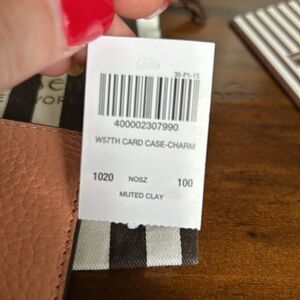 35-P1-15
400002307990
W57TH CARD CASE-CHARM
1020 NOSZ 100
MUTED CLAY